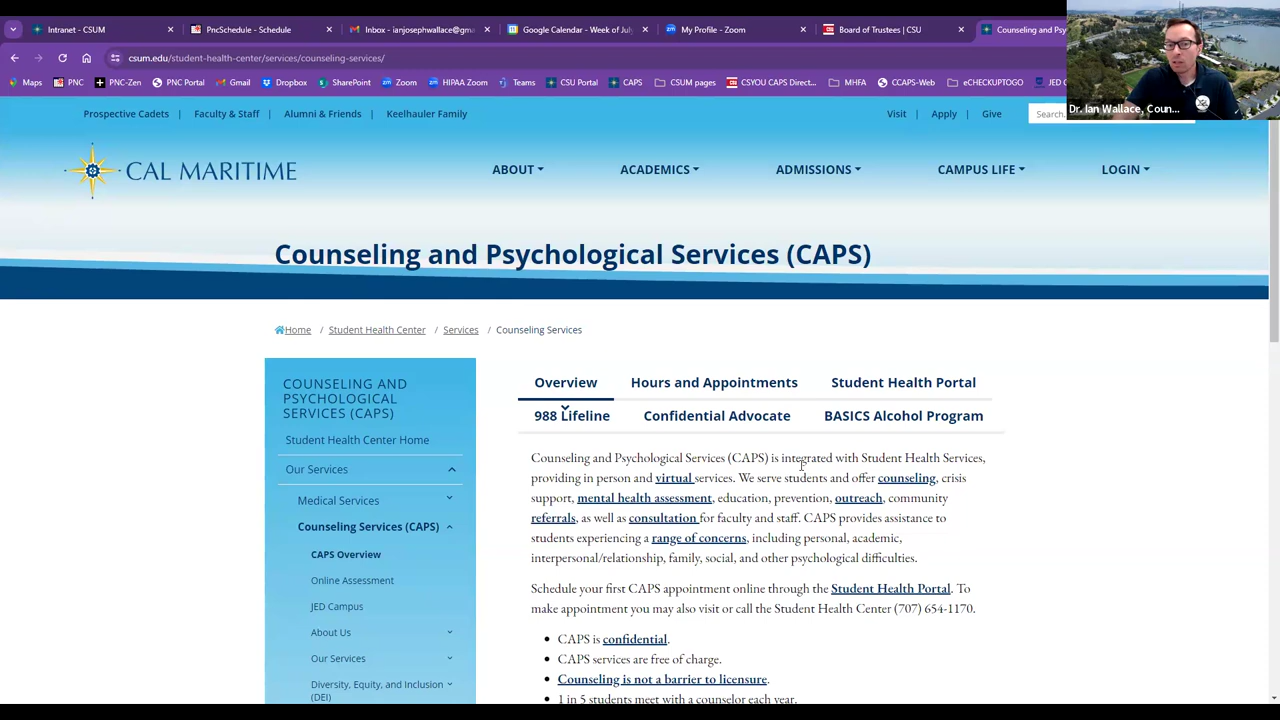 Intranet - CSUM
PncSchedule - Schedule
Inbox - ianjosephwallace@gm
Google Calendar - Week of July
My Profile - Zoom
Board of Trustees | CSU
Counseling and Psy
csum.edu/student-health-center/services/counseling-services/
Maps PNC PNC-Zen PNC Portal Gmail Dropbox SharePoint Zoom HIPAA Zoom Teams CSU Portal CAPS CSUM pages CSYOU CAPS Direct... MHFA CCAPS-Web eCHECKUPTOGO JED C
Dr. Ian Wallace, Coun...
Prospective Cadets | Faculty & Staff | Alumni & Friends | Keelhauler Family
Visit | Apply | Give
Search
CAL MARITIME
ABOUT ACADEMICS ADMISSIONS CAMPUS LIFE LOGIN
Counseling and Psychological Services (CAPS)
Home / Student Health Center / Services / Counseling Services
COUNSELING AND
PSYCHOLOGICAL
SERVICES (CAPS)
Student Health Center Home
Our Services
Medical Services
Counseling Services (CAPS)
CAPS Overview
Online Assessment
JED Campus
About Us
Our Services
Diversity, Equity, and Inclusion
(DEI)
Overview Hours and Appointments Student Health Portal
988 Lifeline Confidential Advocate BASICS Alcohol Program
Counseling and Psychological Services (CAPS) is integrated with Student Health Services,
providing in person and virtual services. We serve students and offer counseling, crisis
support, mental health assessment, education, prevention, outreach, community
referrals, as well as consultation for faculty and staff. CAPS provides assistance to
students experiencing a range of concerns, including personal, academic,
interpersonal/relationship, family, social, and other psychological difficulties.
Schedule your first CAPS appointment online through the Student Health Portal. To
make appointment you may also visit or call the Student Health Center (707) 654-1170.
• CAPS is confidential.
• CAPS services are free of charge.
• Counseling is not a barrier to licensure.
• 1 in 5 students meet with a counselor each year.